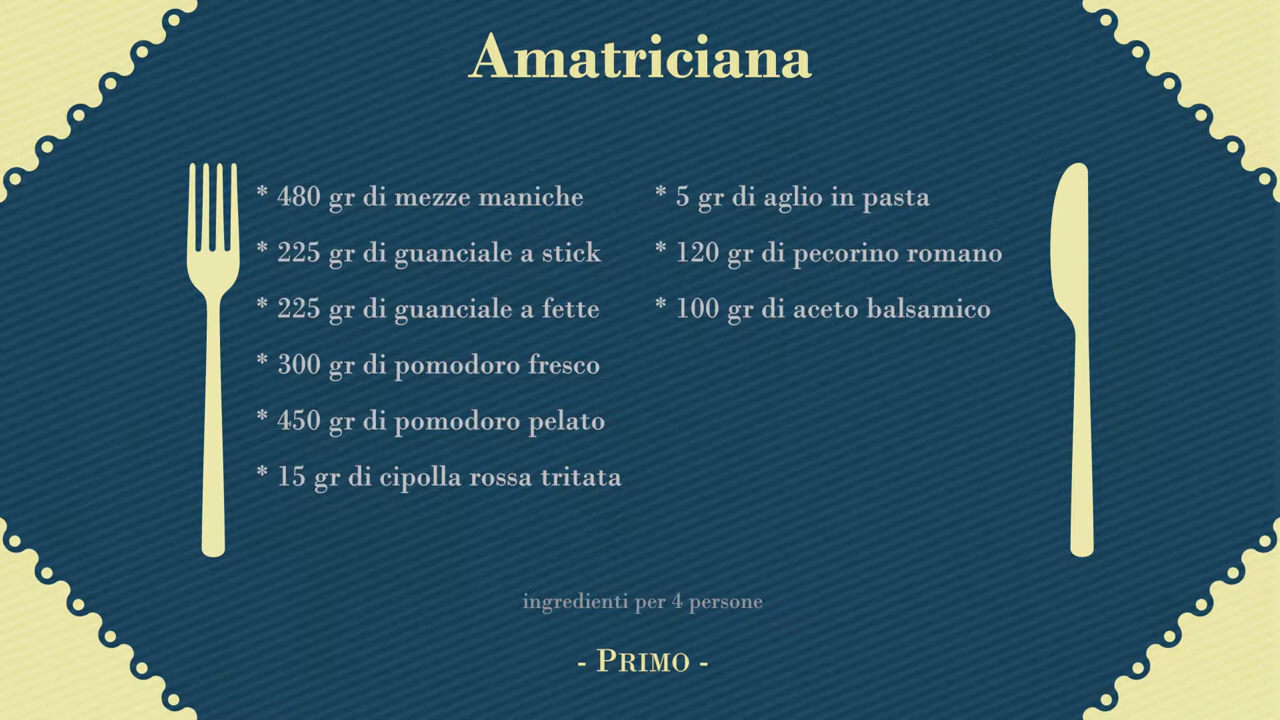 Amatriciana
* 480 gr di mezze maniche
* 225 gr di guanciale a stick
* 225 gr di guanciale a fette
* 300 gr di pomodoro fresco
* 450 gr di pomodoro pelato
* 15 gr di cipolla rossa tritata
* 5 gr di aglio in pasta
* 120 gr di pecorino romano
* 100 gr di aceto balsamico
ingredienti per 4 persone
- PRIMO -